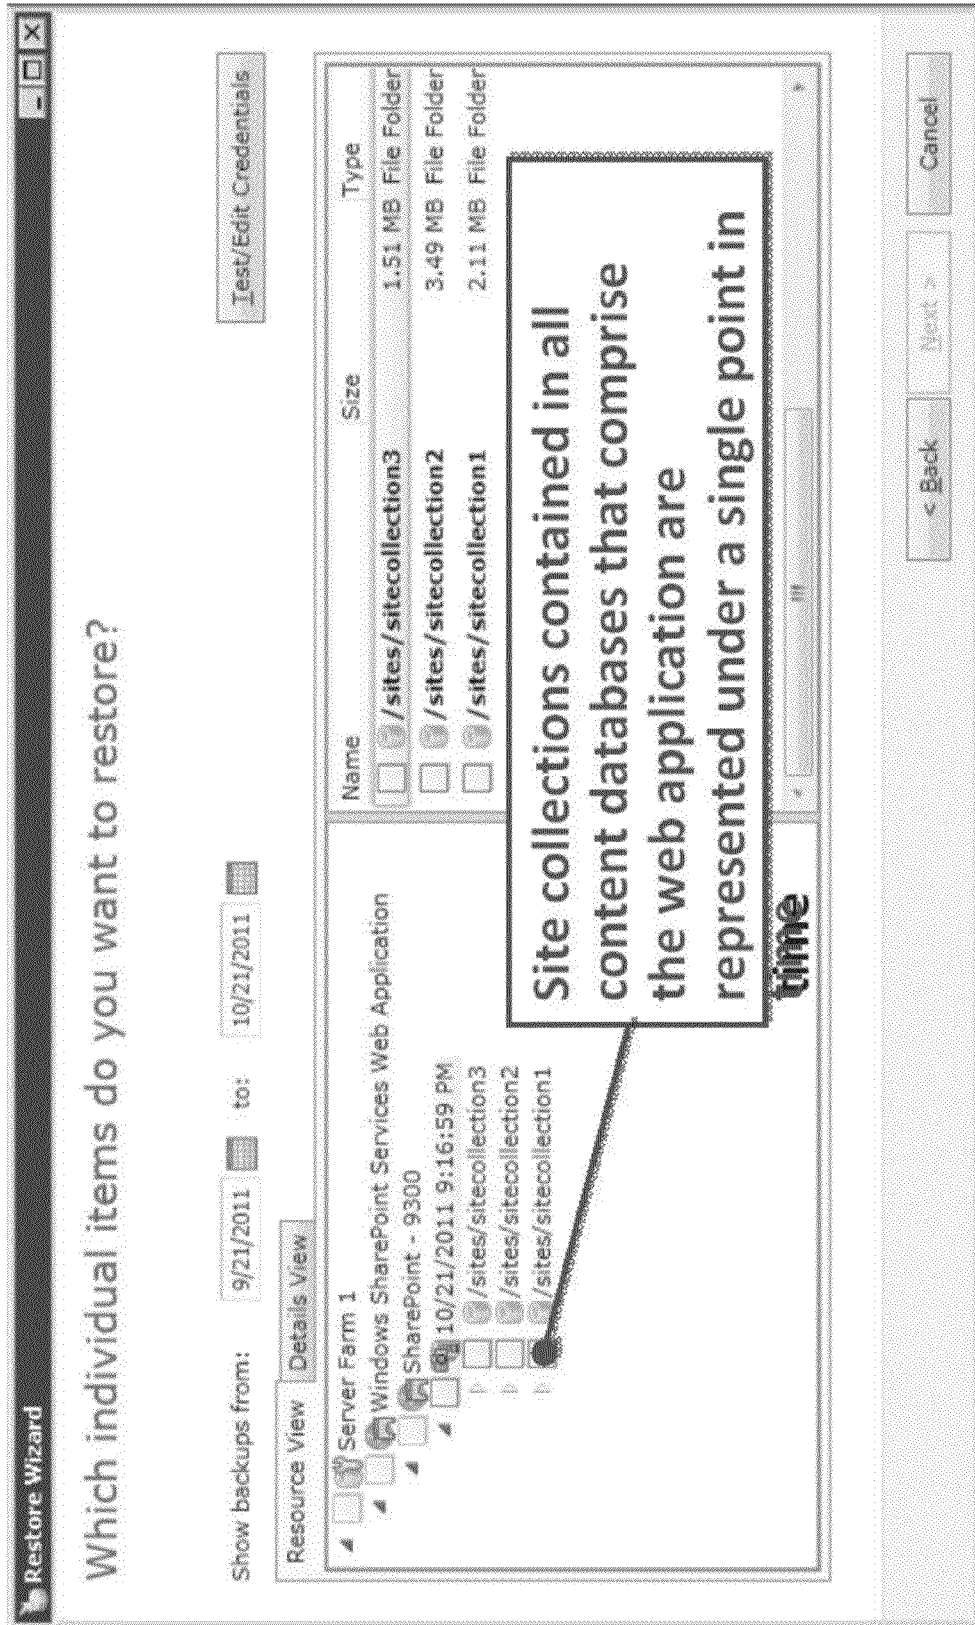 Restore Wizard
Which individual items do you want to restore?
Show backups from: 9/21/2011 to: 10/21/2011 Test/Edit Credentials
Resource View Details View
Server Farm 1
Windows SharePoint Services Web Application
SharePoint - 9300
10/21/2011 9:16:59 PM
/sites/sitecollection3
/sites/sitecollection2
/sites/sitecollection1
Name Size Type
/sites/sitecollection3 1.51 MB File Folder
/sites/sitecollection2 3.49 MB File Folder
/sites/sitecollection1 2.11 MB File Folder
Site collections contained in all
content databases that comprise
the web application are
represented under a single point in
time
< Back Next > Cancel